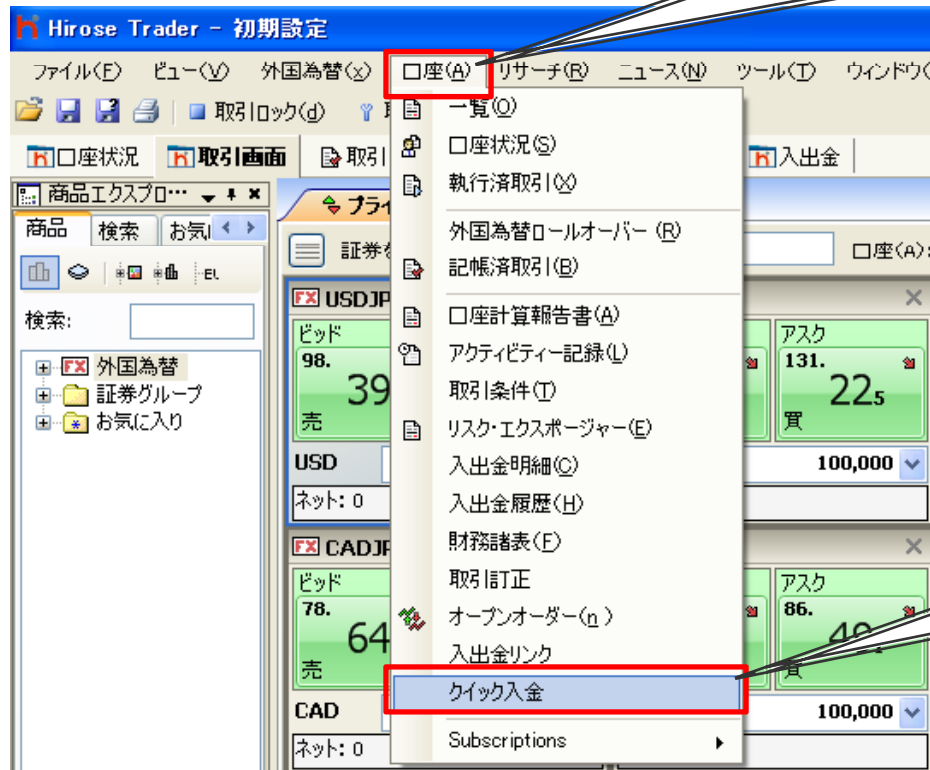 Hirose Trader - 初期設定
ファイル(F) ビュー(V) 外国為替(x) 口座(A) リサーチ(R) ニュース(N) ツール(T) ウィンドウ(
取引ロック(d)
口座状況 取引画面 取引 入出金
商品エクスプロ…
商品 検索 お気に
検索:
外国為替
証券グループ
お気に入り
一覧(O)
口座状況(S)
執行済取引(X)
外国為替ロールオーバー (R)
記帳済取引(B)
口座計算報告書(A)
アクティビティー記録(L)
取引条件(T)
リスク・エクスポージャー(E)
入出金明細(C)
入出金履歴(H)
財務諸表(F)
取引訂正
オープンオーダー(n)
入出金リンク
クイック入金
Subscriptions
プライ
証券を
口座(A):
FX USDJP
ビッド アスク
98. 131.
39 22 5
売 買
USD 100,000
ネット: 0
FX CADJP
ビッド アスク
78. 86.
64
売 買
CAD 100,000
ネット: 0